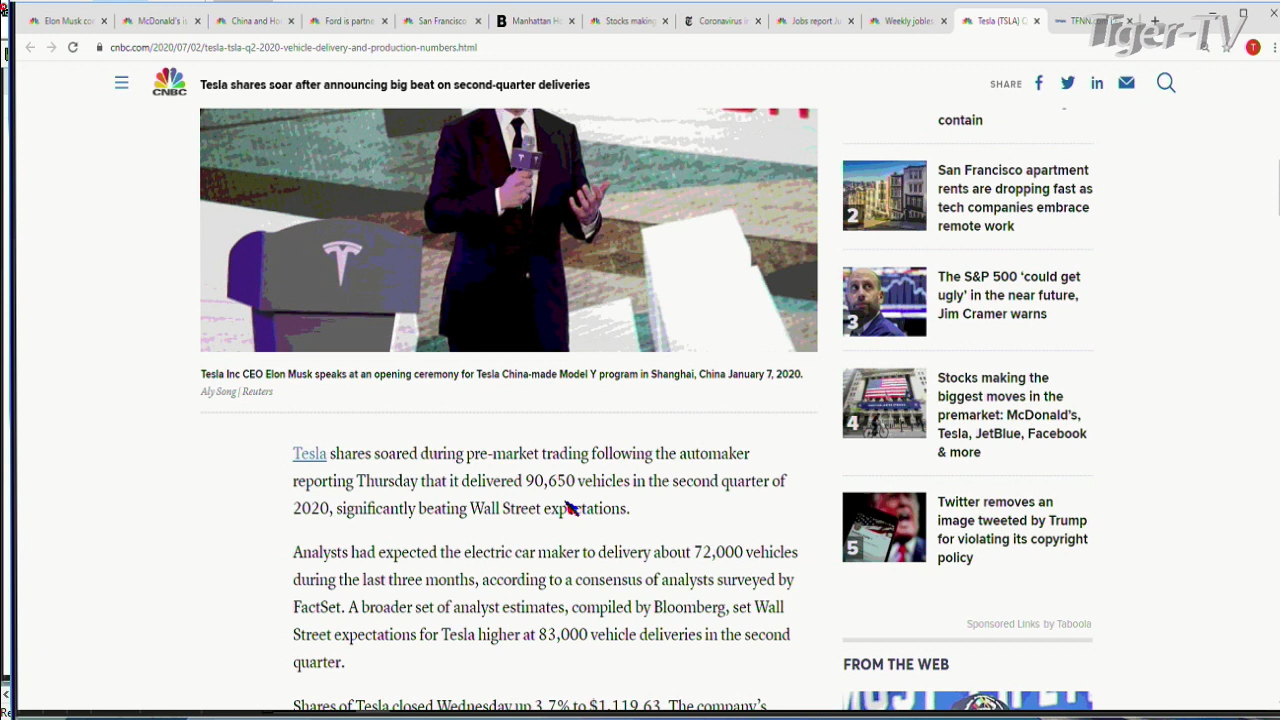 Elon Musk co
McDonald's is
China and Ho
Ford is partne
San Francisco
Manhattan Ho
Stocks making
Coronavirus i
Jobs report Ju
Weekly jobles
Tesla (TSLA) Q
TFNN.
Tiger-TV
cnbc.com/2020/07/02/tesla-tsla-q2-2020-vehicle-delivery-and-production-numbers.html
T
CNBC
Tesla shares soar after announcing big beat on second-quarter deliveries
SHARE
Tesla Inc CEO Elon Musk speaks at an opening ceremony for Tesla China-made Model Y program in Shanghai, China January 7, 2020.
Aly Song | Reuters
Tesla shares soared during pre-market trading following the automaker
reporting Thursday that it delivered 90,650 vehicles in the second quarter of
2020, significantly beating Wall Street expectations.
Analysts had expected the electric car maker to delivery about 72,000 vehicles
during the last three months, according to a consensus of analysts surveyed by
FactSet. A broader set of analyst estimates, compiled by Bloomberg, set Wall
Street expectations for Tesla higher at 83,000 vehicle deliveries in the second
quarter.
Shares of Tesla closed Wednesday up 3.7% to $1,119.63. The company's
contain
2
San Francisco apartment
rents are dropping fast as
tech companies embrace
remote work
3
The S&P 500 ‘could get
ugly’ in the near future,
Jim Cramer warns
4
Stocks making the
biggest moves in the
premarket: McDonald's,
Tesla, JetBlue, Facebook
& more
5
Twitter removes an
image tweeted by Trump
for violating its copyright
policy
Sponsored Links by Taboola
FROM THE WEB